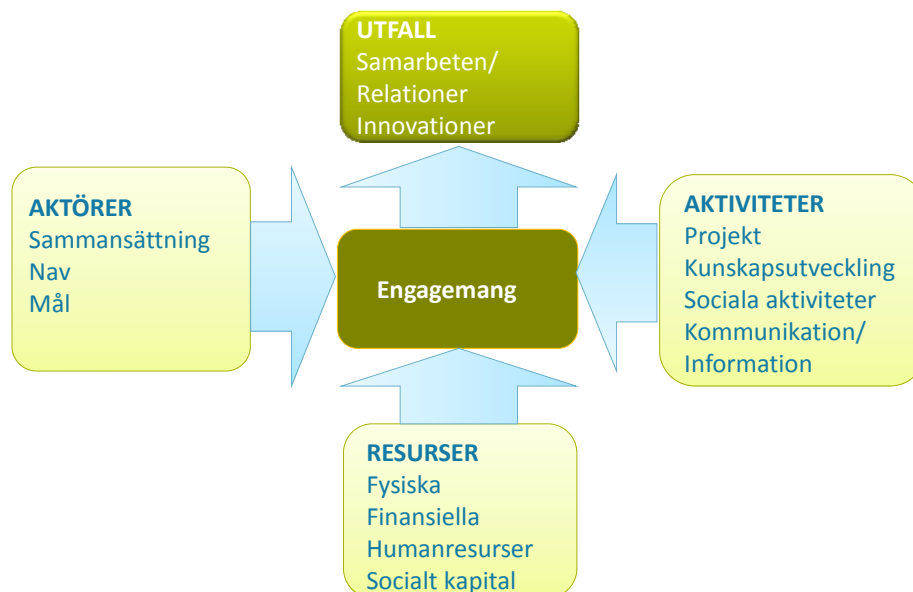 UTFALL
Samarbeten/
Relationer
Innovationer
AKTÖRER
Sammansättning
Nav
Mål
Engagemang
AKTIVITETER
Projekt
Kunskapsutveckling
Sociala aktiviteter
Kommunikation/
Information
RESURSER
Fysiska
Finansiella
Humanresurser
Socialt kapital